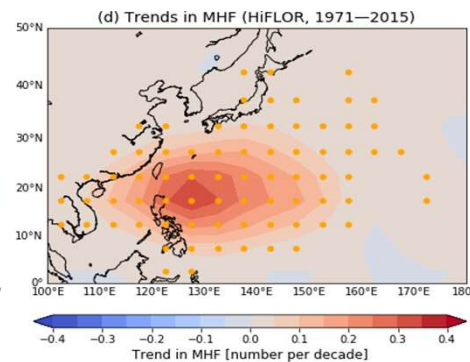 (d) Trends in MHF (HiFLOR, 1971—2015)
50°N
40°N
30°N
20°N
10°N
0°
100°E 110°E 120°E 130°E 140°E 150°E 160°E 170°E
−0.4 −0.3 −0.2 −0.1 0.0 0.1 0.2 0.3 0.4
Trend in MHF [number per decade]